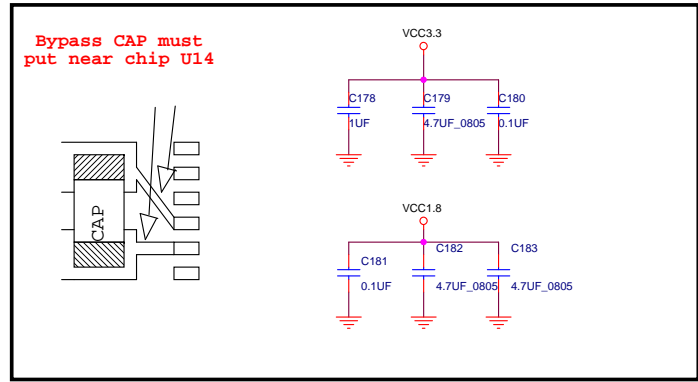 Bypass CAP must
put near chip U14
CAP
VCC3.3
C178
1UF
C179
4.7UF_0805
C180
0.1UF
VCC1.8
C181
0.1UF
C182
4.7UF_0805
C183
4.7UF_0805